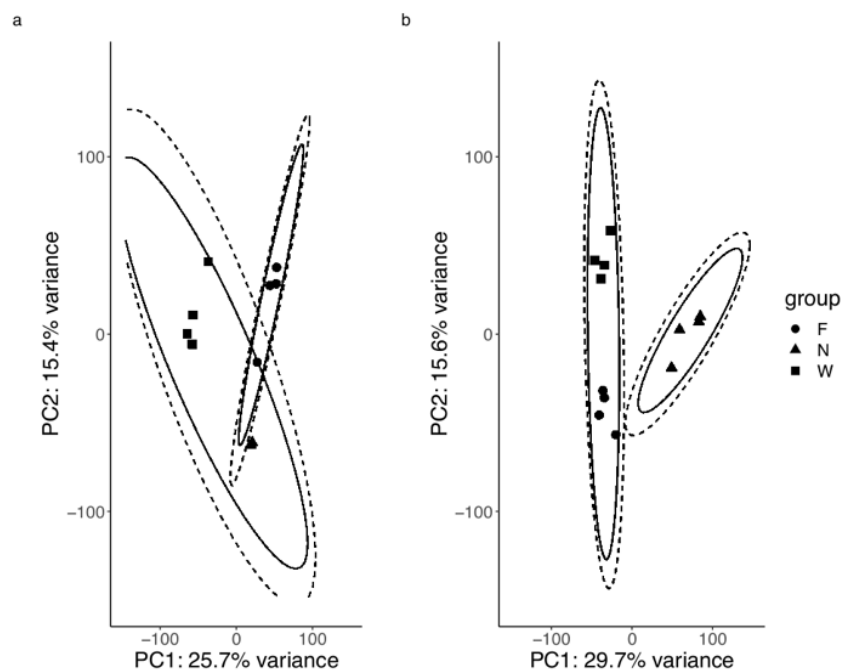 a
b
100
0
−100
PC2: 15.4% variance
−100
0
100
PC1: 25.7% variance
100
0
−100
PC2: 15.6% variance
−100
0
100
PC1: 29.7% variance
group
F
N
W